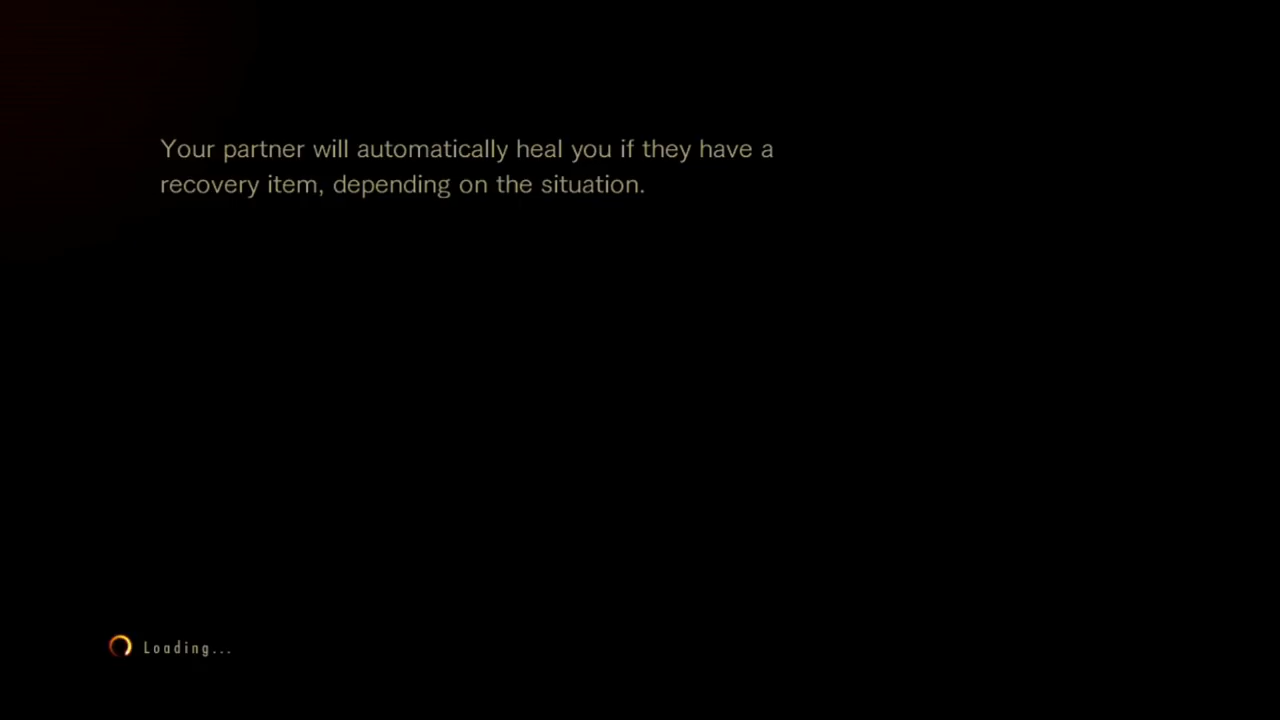 Your partner will automatically heal you if they have a
recovery item, depending on the situation.
Loading...